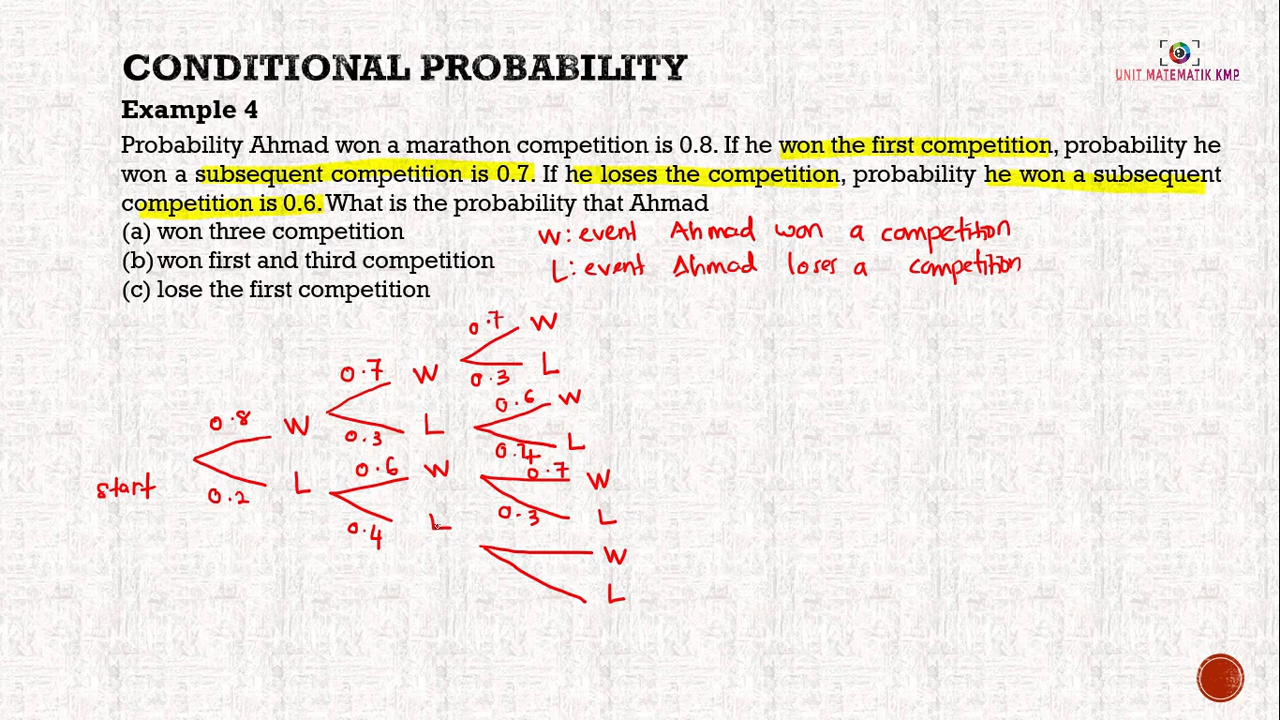 CONDITIONAL PROBABILITY
UNIT MATEMATIK KMP
Example 4
Probability Ahmad won a marathon competition is 0.8. If he won the first competition, probability he
won a subsequent competition is 0.7. If he loses the competition, probability he won a subsequent
competition is 0.6. What is the probability that Ahmad
(a) won three competition
W: event Ahmad won a competition
(b) won first and third competition
L: event Ahmad loses a competition
(c) lose the first competition
0.7 W
0.7 W
0.3 L
0.8 W
0.3 L
0.6 W
0.4 L
start
0.2 L
0.6 W
0.7 W
0.3 L
0.4 L
W
L